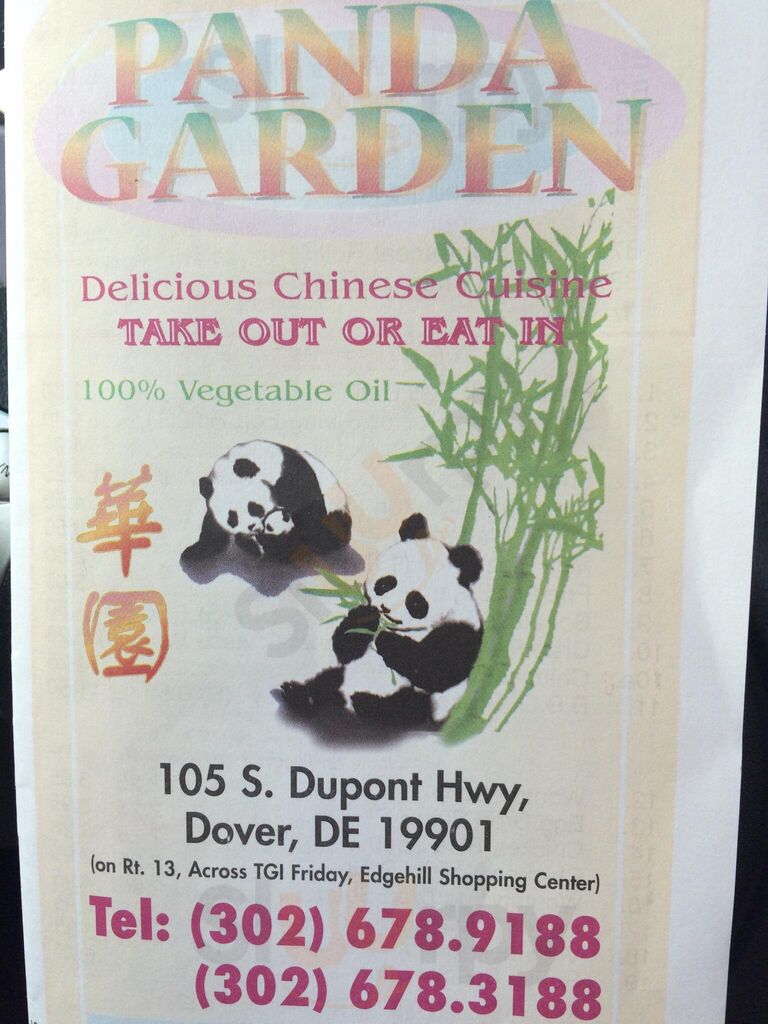 PANDA
GARDEN
Delicious Chinese Cuisine
TAKE OUT OR EAT IN
100% Vegetable Oil
華
園
105 S. Dupont Hwy,
Dover, DE 19901
(on Rt. 13, Across TGI Friday, Edgehill Shopping Center)
Tel: (302) 678.9188
(302) 678.3188